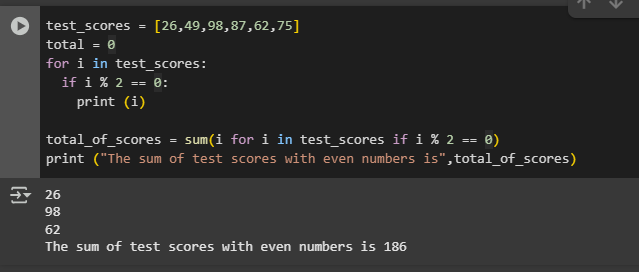 test_scores = [26,49,98,87,62,75]
total = 0
for i in test_scores:
  if i % 2 == 0:
    print (i)

total_of_scores = sum(i for i in test_scores if i % 2 == 0)
print ("The sum of test scores with even numbers is",total_of_scores)
26
98
62
The sum of test scores with even numbers is 186